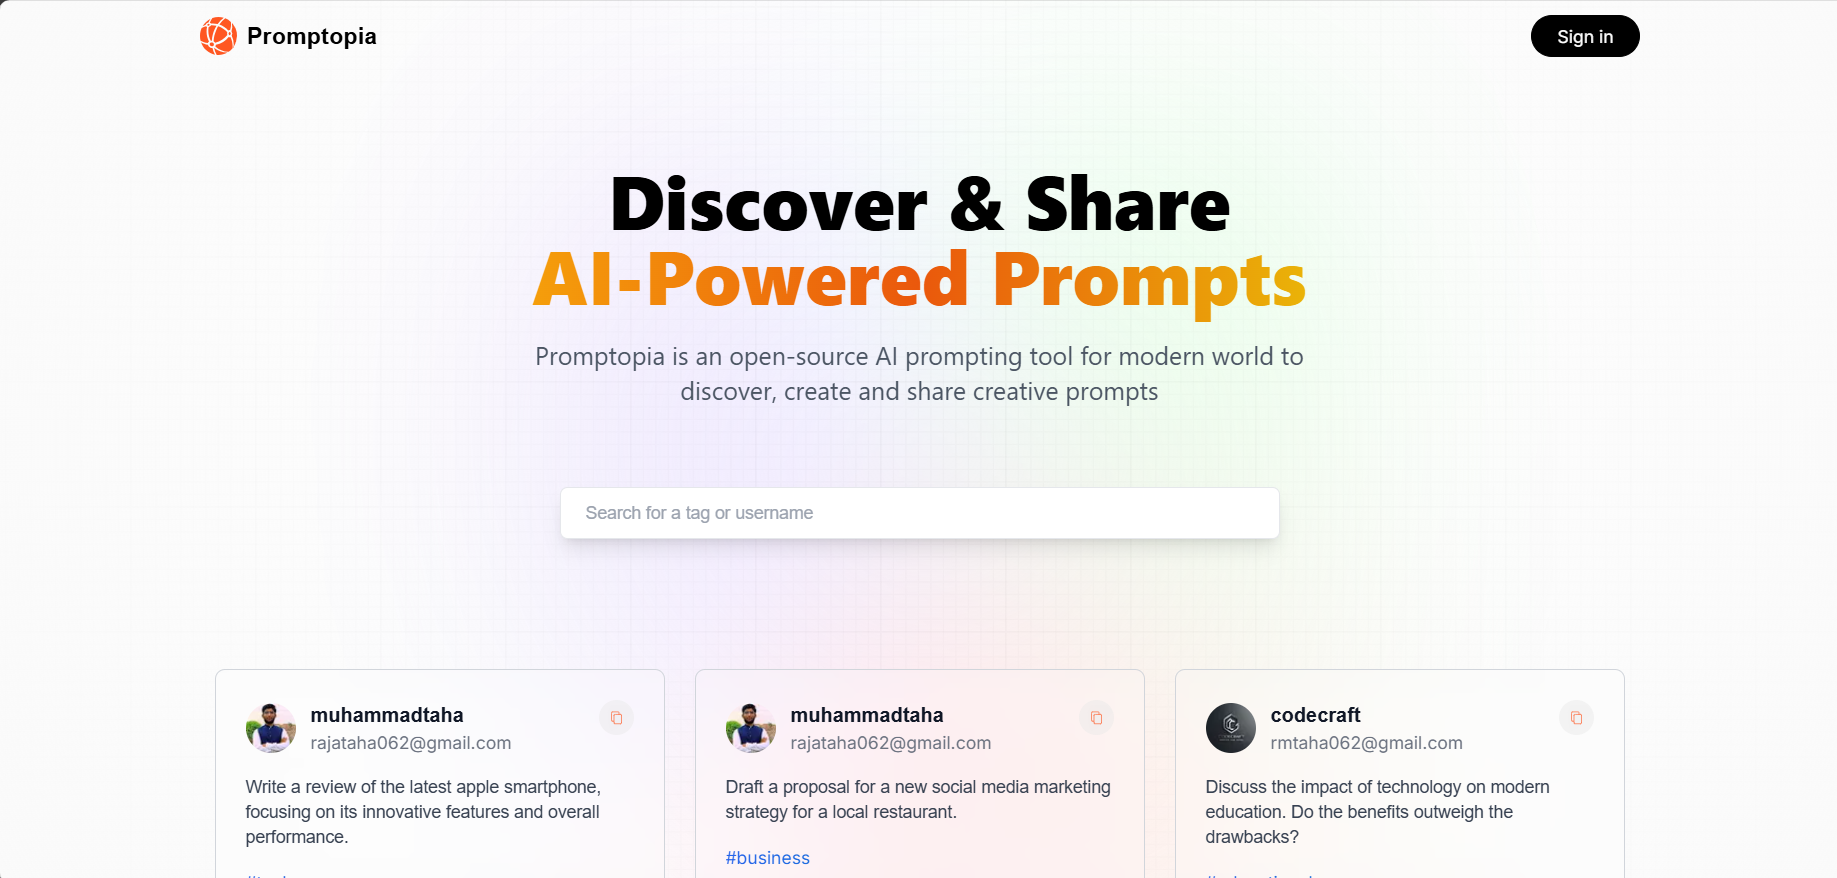 Promptopia
Sign in
Discover & Share
AI-Powered Prompts
Promptopia is an open-source AI prompting tool for modern world to
discover, create and share creative prompts
Search for a tag or username
muhammadtaha
rajataha062@gmail.com
Write a review of the latest apple smartphone,
focusing on its innovative features and overall
performance.
muhammadtaha
rajataha062@gmail.com
Draft a proposal for a new social media marketing
strategy for a local restaurant.
#business
codecraft
rmtaha062@gmail.com
Discuss the impact of technology on modern
education. Do the benefits outweigh the
drawbacks?